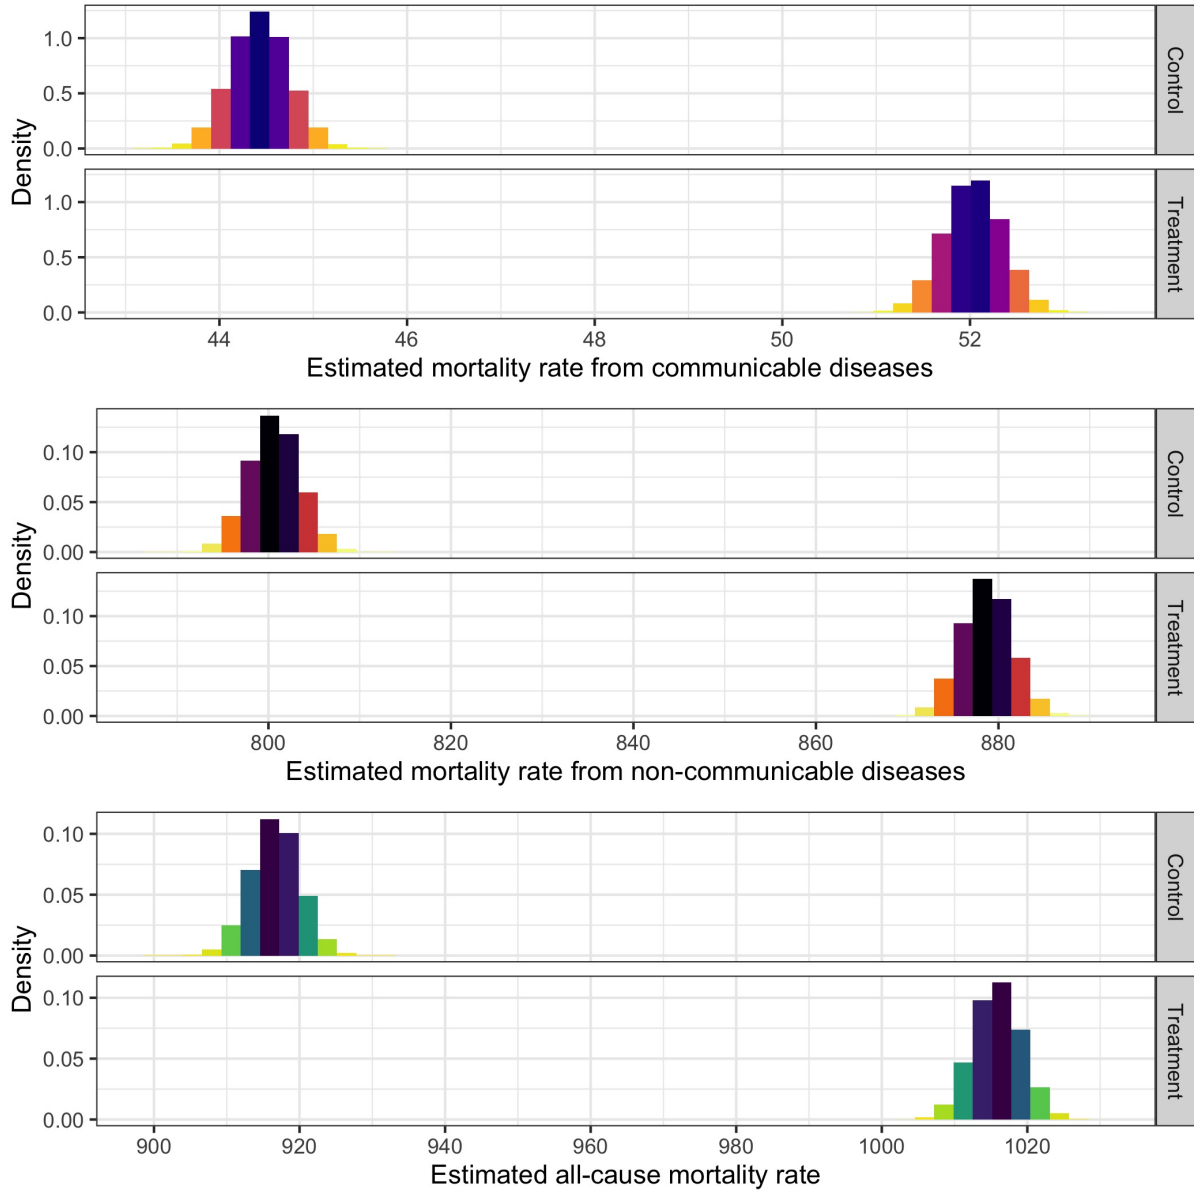 1.0
0.5
0.0
Control
1.0
0.5
0.0
Treatment
Density
44 46 48 50 52
Estimated mortality rate from communicable diseases
0.10
0.05
0.00
Control
0.10
0.05
0.00
Treatment
Density
800 820 840 860 880
Estimated mortality rate from non-communicable diseases
0.10
0.05
0.00
Control
0.10
0.05
0.00
Treatment
Density
900 920 940 960 980 1000 1020
Estimated all-cause mortality rate